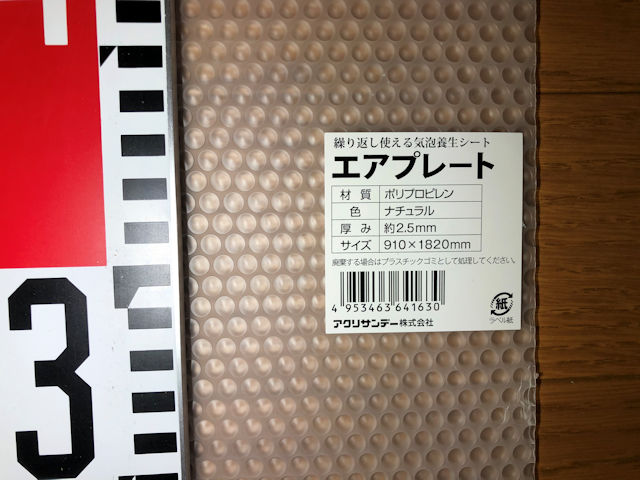 3
繰り返し使える気泡養生シート
エアプレート
材 質 ポリプロピレン
色 ナチュラル
厚 み 約2.5mm
サイズ 910×1820mm
廃棄する場合はプラスチックゴミとして処理してください。
4 953463 641630
アクリサンデー株式会社
紙
ラベル紙